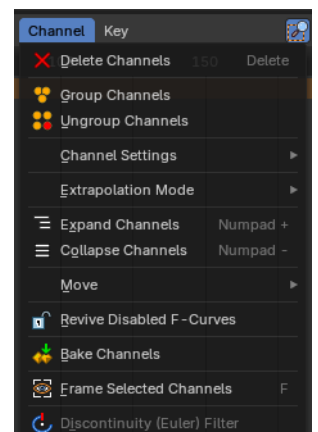 Channel Key
Delete Channels 150 Delete
Group Channels
Ungroup Channels
Channel Settings
Extrapolation Mode
Expand Channels Numpad +
Collapse Channels Numpad -
Move
Revive Disabled F-Curves
Bake Channels
Frame Selected Channels F
Discontinuity (Euler) Filter